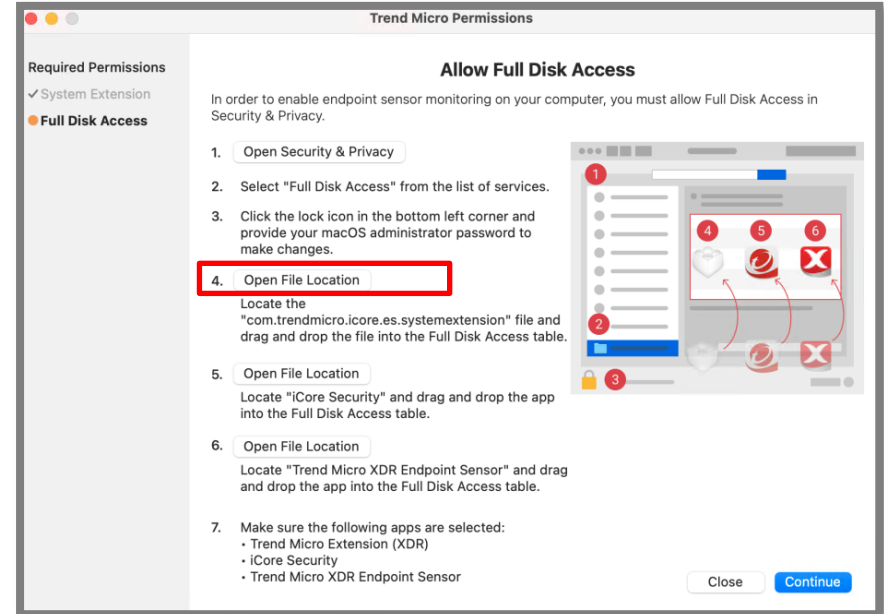 Trend Micro Permissions
Required Permissions
✓ System Extension
Full Disk Access
Allow Full Disk Access
In order to enable endpoint sensor monitoring on your computer, you must allow Full Disk Access in
Security & Privacy.
1. Open Security & Privacy
2. Select "Full Disk Access" from the list of services.
3. Click the lock icon in the bottom left corner and
provide your macOS administrator password to
make changes.
4. Open File Location
Locate the
"com.trendmicro.icore.es.systemextension" file and
drag and drop the file into the Full Disk Access table.
5. Open File Location
Locate "iCore Security" and drag and drop the app
into the Full Disk Access table.
6. Open File Location
Locate "Trend Micro XDR Endpoint Sensor" and drag
and drop the app into the Full Disk Access table.
7. Make sure the following apps are selected:
• Trend Micro Extension (XDR)
• iCore Security
• Trend Micro XDR Endpoint Sensor
1
4 5 6
2
3
Close Continue